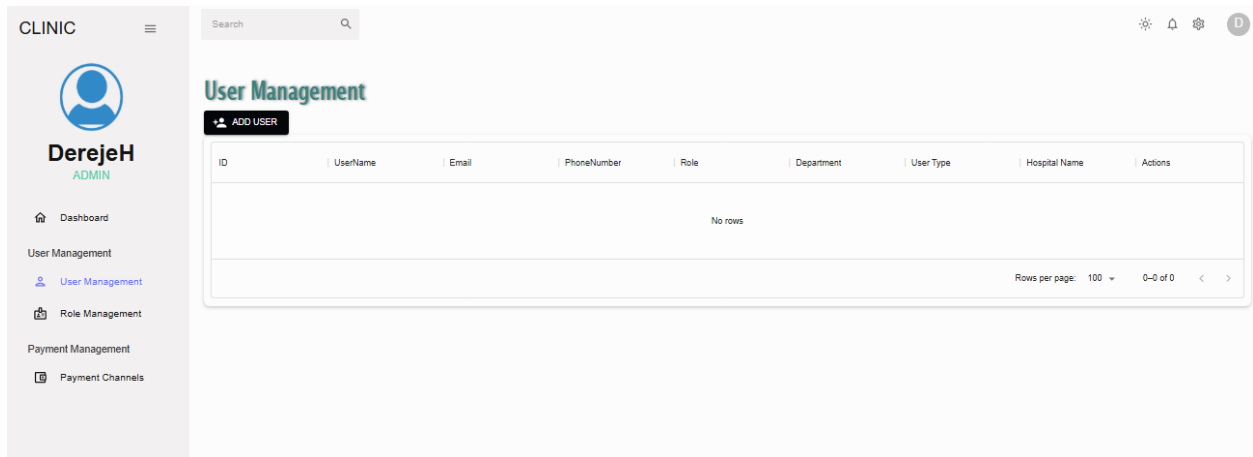 CLINIC
Search
D
DerejeH
ADMIN
Dashboard
User Management
User Management
Role Management
Payment Management
Payment Channels
User Management
ADD USER
ID UserName Email PhoneNumber Role Department User Type Hospital Name Actions
No rows
Rows per page: 100 0–0 of 0